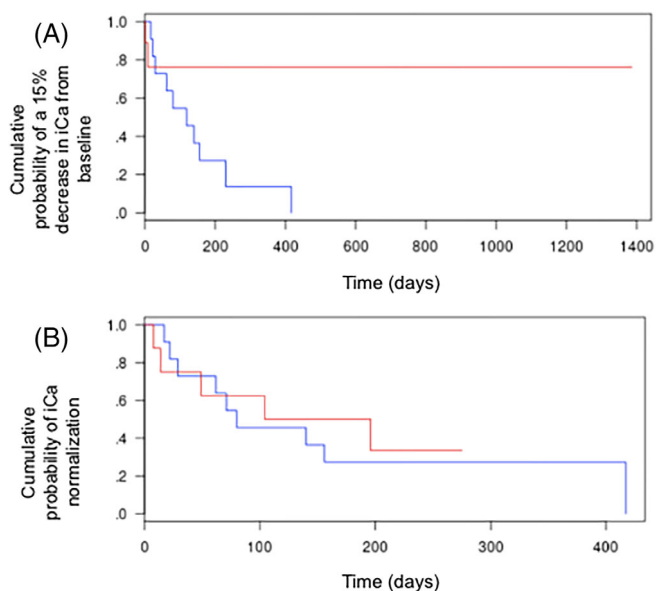 (A)
Cumulative
probability of a 15%
decrease in iCa from
baseline
1.0
.8
.6
.4
.2
.0
0 200 400 600 800 1000 1200 1400
Time (days)
(B)
Cumulative
probability of iCa
normalization
1.0
.8
.6
.4
.2
.0
0 100 200 300 400
Time (days)